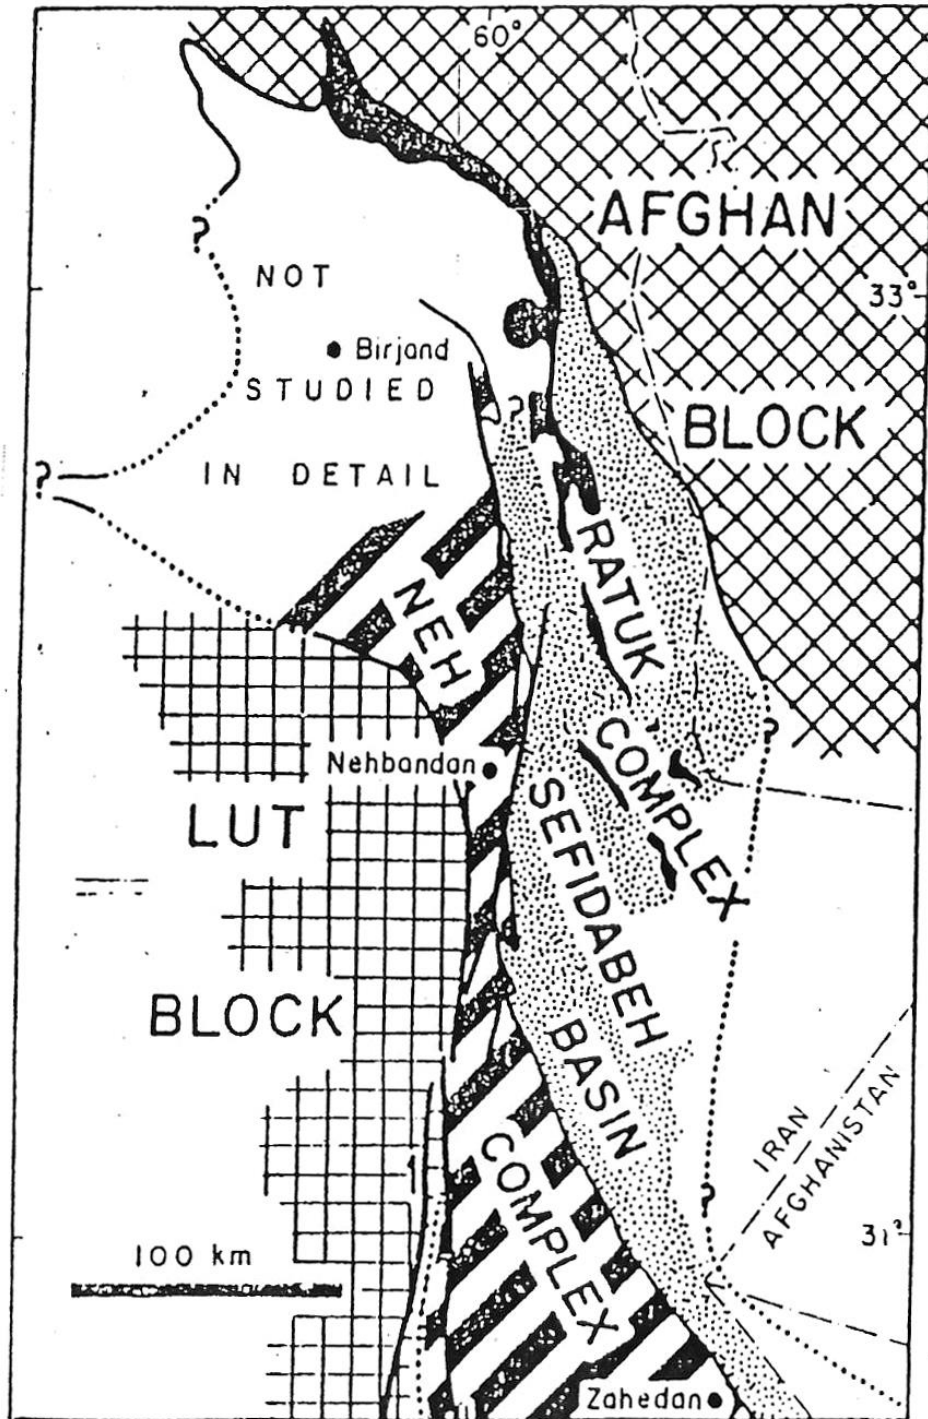 60°
AFGHAN
33°
BLOCK
?
NOT
Birjand
STUDIED
?
IN DETAIL
?
RATUK
COMPLEX
NEH
COMPLEX
?
Nehbandan
LUT
BLOCK
SEFIDABEH
BASIN
IRAN
AFGHANISTAN
?
31°
100 km
Zahedan